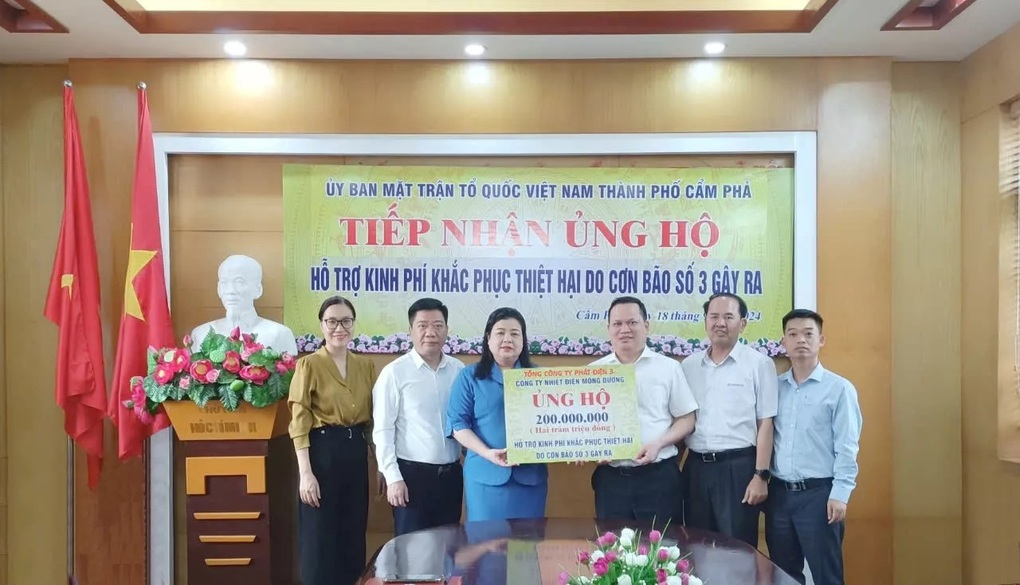 ỦY BAN MẶT TRẬN TỔ QUỐC VIỆT NAM THÀNH PHỐ CẨM PHẢ
TIẾP NHẬN ỦNG HỘ
HỖ TRỢ KINH PHÍ KHẮC PHỤC THIỆT HẠI DO CƠN BÃO SỐ 3 GÂY RA
Cẩm 18 tháng
TỔNG CÔNG TY PHÁT ĐIỆN 3
CÔNG TY NHIỆT ĐIỆN MÔNG DƯƠNG
ỦNG HỘ
200.000.000
( Hai trăm triệu đồng )
HỖ TRỢ KINH PHÍ KHẮC PHỤC THIỆT HẠI
DO CƠN BÃO SỐ 3 GÂY RA